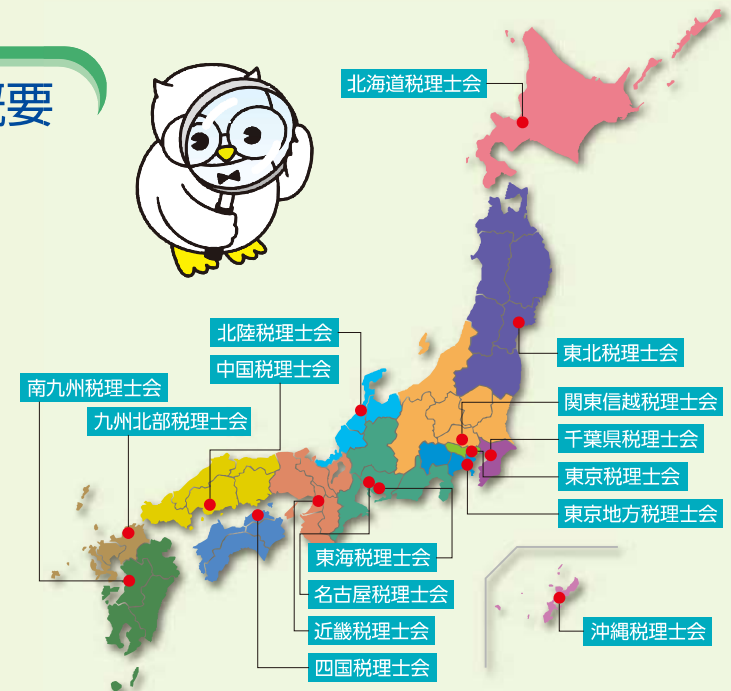 要
北海道税理士会
北陸税理士会
中国税理士会
南九州税理士会
九州北部税理士会
東北税理士会
関東信越税理士会
千葉県税理士会
東京税理士会
東京地方税理士会
東海税理士会
名古屋税理士会
近畿税理士会
四国税理士会
沖縄税理士会